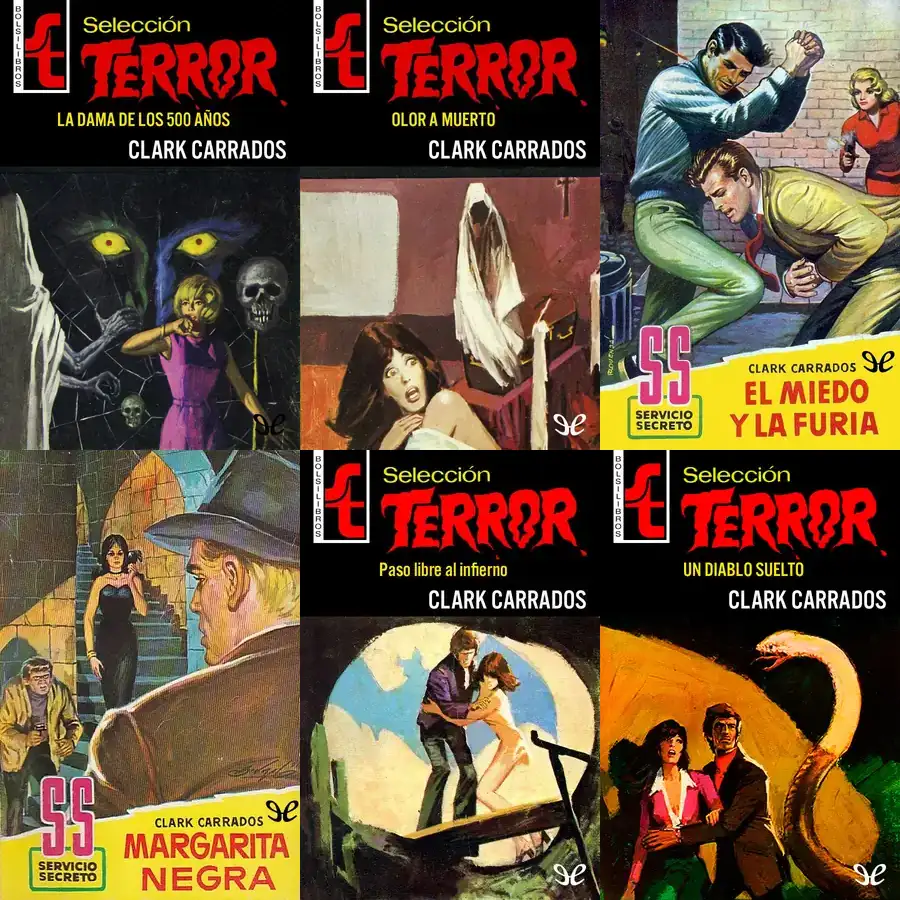 BOLSILIBROS
Selección
TERROR
LA DAMA DE LOS 500 AÑOS
CLARK CARRADOS
BOLSILIBROS
Selección
TERROR
OLOR A MUERTO
CLARK CARRADOS
SS
SERVICIO
SECRETO
CLARK CARRADOS
EL MIEDO
Y LA FURIA
SS
SERVICIO
SECRETO
CLARK CARRADOS
MARGARITA
NEGRA
BOLSILIBROS
Selección
TERROR
Paso libre al infierno
CLARK CARRADOS
BOLSILIBROS
Selección
TERROR
UN DIABLO SUELTO
CLARK CARRADOS